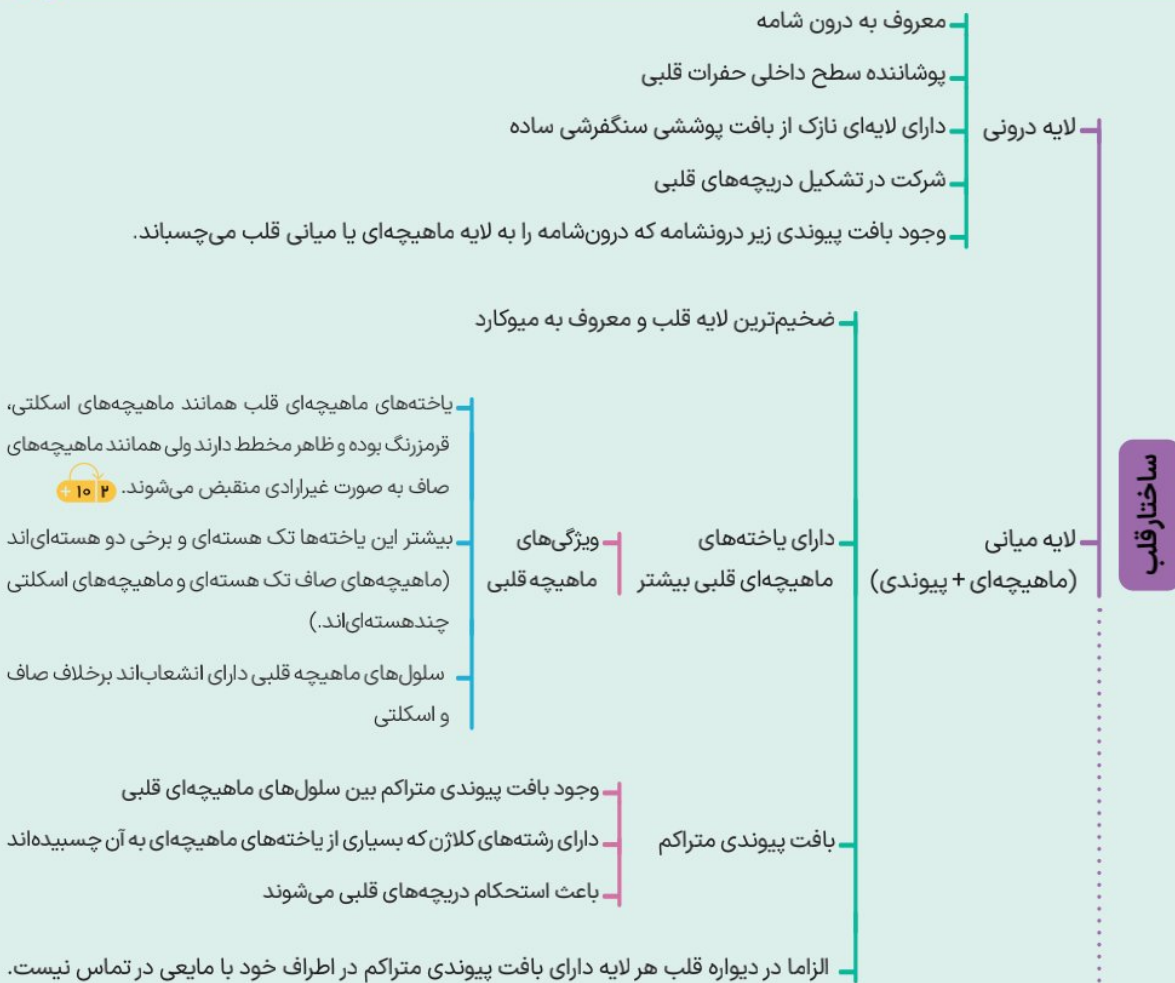 ساختار قلب
لایه درونی
معروف به درون شامه
پوشاننده سطح داخلی حفرات قلبی
دارای لایه‌ای نازک از بافت پوششی سنگفرشی ساده
شرکت در تشکیل دریچه‌های قلبی
وجود بافت پیوندی زیر درونشامه که درون‌شامه را به لایه ماهیچه‌ای یا میانی قلب می‌چسباند.
لایه میانی
(ماهیچه‌ای + پیوندی)
ضخیم‌ترین لایه قلب و معروف به میوکارد
دارای یاخته‌های
ماهیچه‌ای قلبی بیشتر
ویژگی‌های
ماهیچه قلبی
یاخته‌های ماهیچه‌ای قلب همانند ماهیچه‌های اسکلتی،
قرمزرنگ بوده و ظاهر مخطط دارند ولی همانند ماهیچه‌های
صاف به صورت غیرارادی منقبض می‌شوند. ۲ ۱۰ +
بیشتر این یاخته‌ها تک هسته‌ای و برخی دو هسته‌ای‌اند
(ماهیچه‌های صاف تک هسته‌ای و ماهیچه‌های اسکلتی
چندهسته‌ای‌اند.)
سلول‌های ماهیچه قلبی دارای انشعاب‌اند برخلاف صاف
و اسکلتی
بافت پیوندی متراکم
وجود بافت پیوندی متراکم بین سلول‌های ماهیچه‌ای قلبی
دارای رشته‌های کلاژن که بسیاری از یاخته‌های ماهیچه‌ای به آن چسبیده‌اند
باعث استحکام دریچه‌های قلبی می‌شوند
الزاما در دیواره قلب هر لایه دارای بافت پیوندی متراکم در اطراف خود با مایعی در تماس نیست.